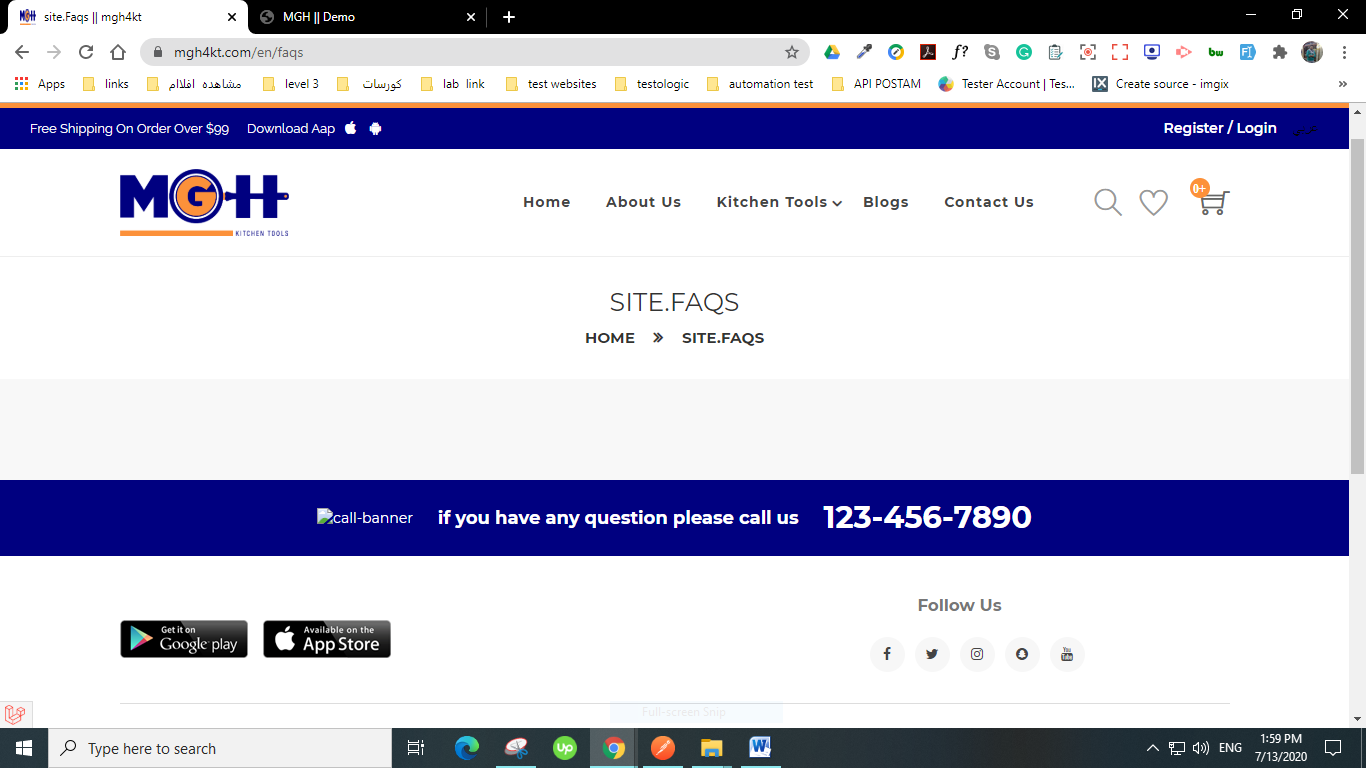 site.Faqs || mgh4kt
MGH || Demo
mgh4kt.com/en/faqs
Apps links مشاهده افلاام level 3 كورسات lab link test websites testologic automation test API POSTAM Tester Account | Tes... Create source - imgix »
Free Shipping On Order Over $99 Download Aap Register / Login
MGH
KITCHEN TOOLS
Home About Us Kitchen Tools Blogs Contact Us 0+
SITE.FAQS
HOME » SITE.FAQS
call-banner if you have any question please call us 123-456-7890
Follow Us
Get it on
Google play
Available on the
App Store
You
Tube
Full-screen Snip
Type here to search
ENG
1:59 PM
7/13/2020